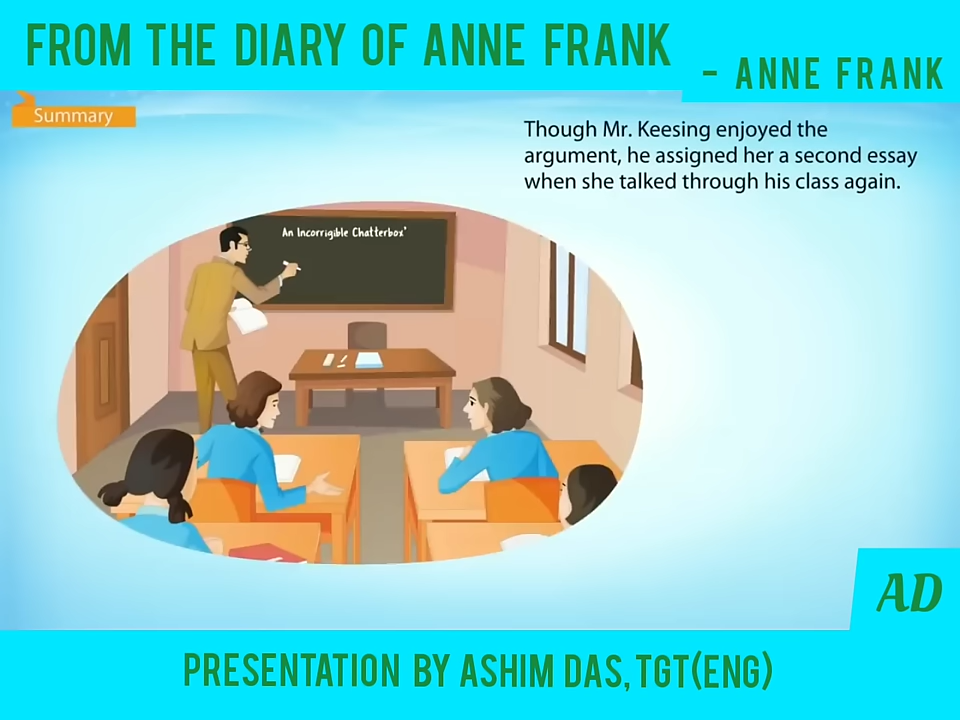 FROM THE DIARY OF ANNE FRANK
- ANNE FRANK
Summary
Though Mr. Keesing enjoyed the
argument, he assigned her a second essay
when she talked through his class again.
An Incorrigible Chatterbox'
AD
PRESENTATION BY ASHIM DAS, TGT(ENG)